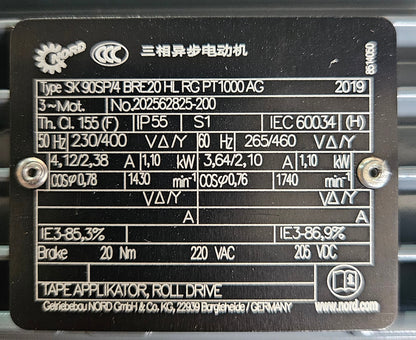 NORD CCC 三相异步电动机
Type SK 90SP/4 BRE20 HL RG PT1000 AG 2019
3~Mot. No. 202562825-200
Th. Cl. 155 (F) IP55 S1 IEC 60034 (H)
50 Hz 230/400 V Δ/Y 60 Hz 265/460 V Δ/Y
4,12/2,38 A 1,10 kW 3,64/2,10 A 1,10 kW
cosφ 0,78 1430 min⁻¹ cosφ 0,76 1740 min⁻¹
V Δ/Y V Δ/Y
A A
IE3-85,3% IE3-86,9%
Brake 20 Nm 220 VAC 205 VDC
TAPE APPLIKATOR, ROLL DRIVE
Getriebebau NORD GmbH & Co. KG, 22939 Bargteheide / GERMANY www.nord.com